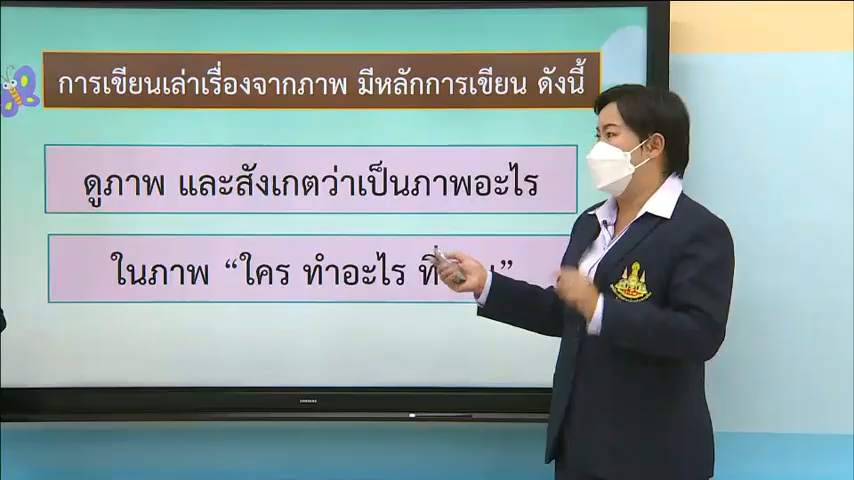 การเขียนเล่าเรื่องจากภาพ มีหลักการเขียน ดังนี้
ดูภาพ และสังเกตว่าเป็นภาพอะไร
ในภาพ “ใคร ทำอะไร ”
SAMSUNG